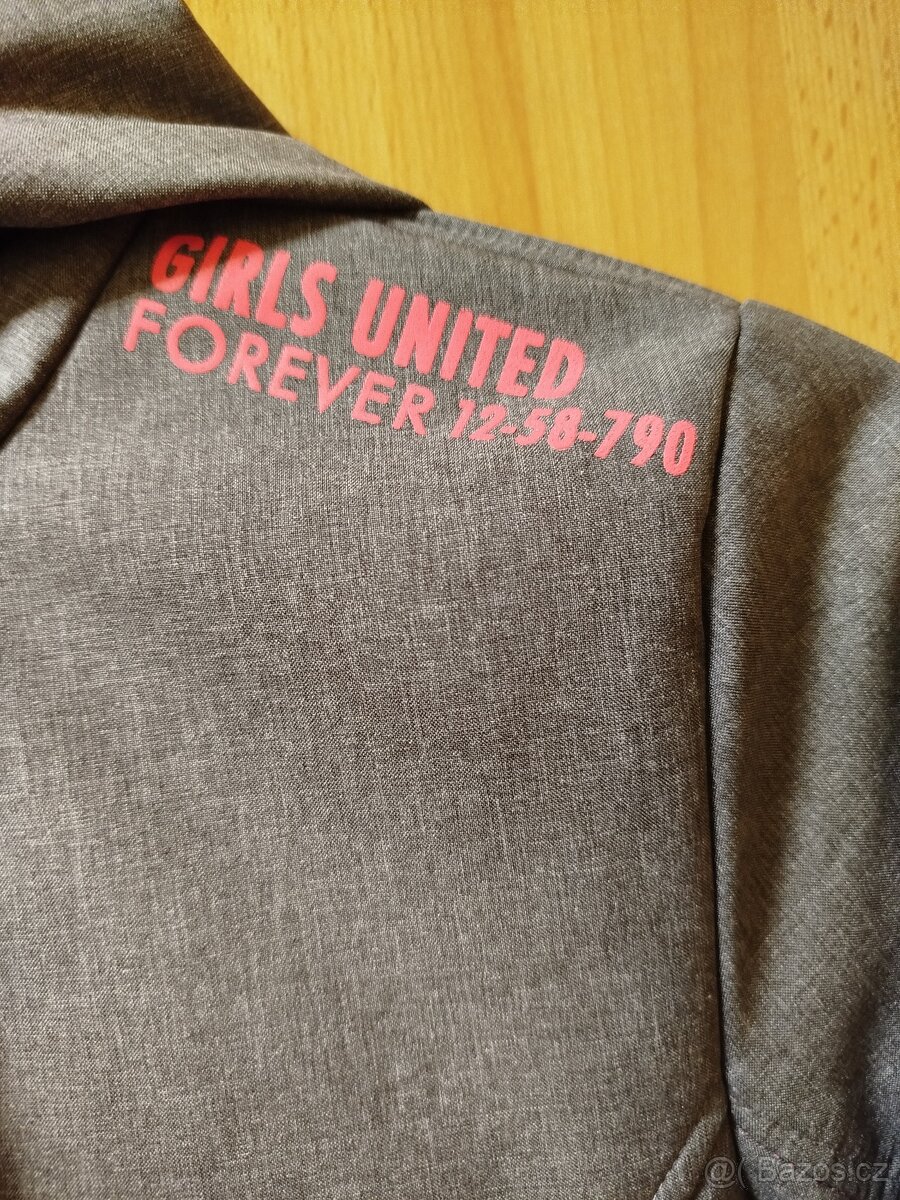 GIRLS UNITED
FOREVER 12-58-790
@( Bazos.cz